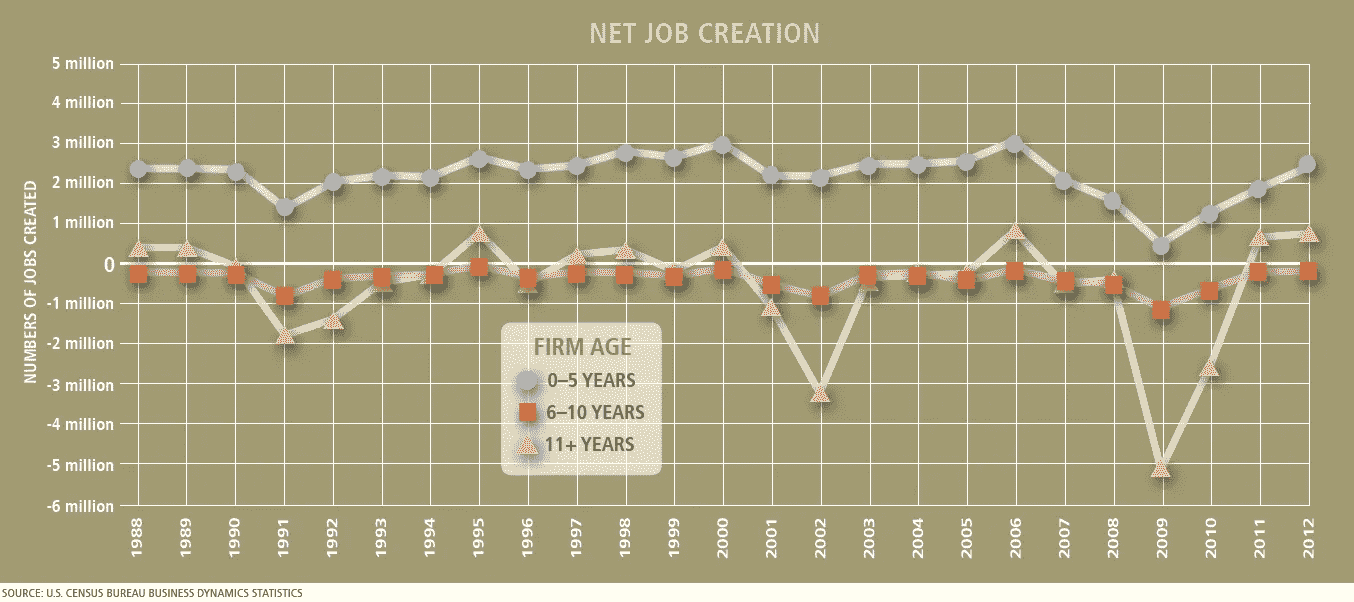 NET JOB CREATION
NUMBERS OF JOBS CREATED
5 million
4 million
3 million
2 million
1 million
0
-1 million
-2 million
-3 million
-4 million
-5 million
-6 million
FIRM AGE
0–5 YEARS
6–10 YEARS
11+ YEARS
1988
1989
1990
1991
1992
1993
1994
1995
1996
1997
1998
1999
2000
2001
2002
2003
2004
2005
2006
2007
2008
2009
2010
2011
2012
SOURCE: U.S. CENSUS BUREAU BUSINESS DYNAMICS STATISTICS